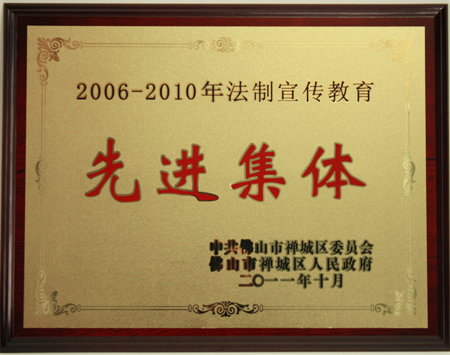 2006-2010年法制宣传教育
先进集体
中共佛山市禅城区委员会
佛山市禅城区人民政府
二〇一一年十月